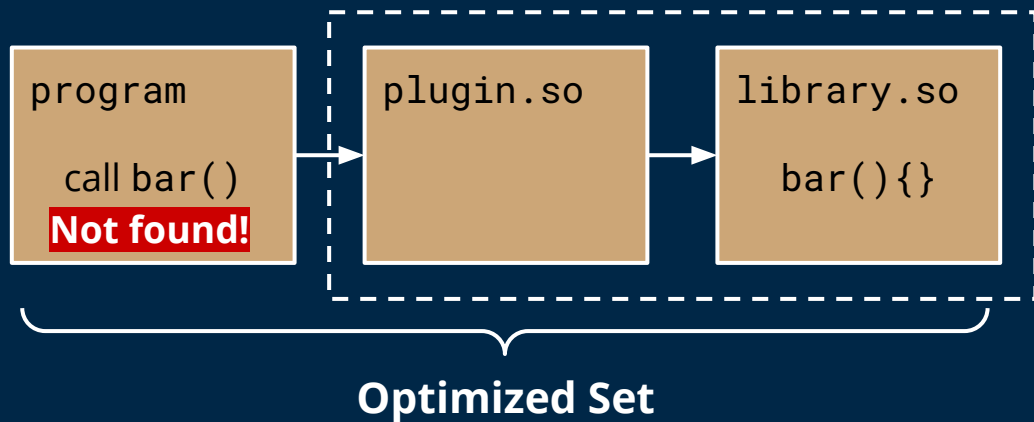 program
call bar()
Not found!
plugin.so
library.so
bar(){}
Optimized Set